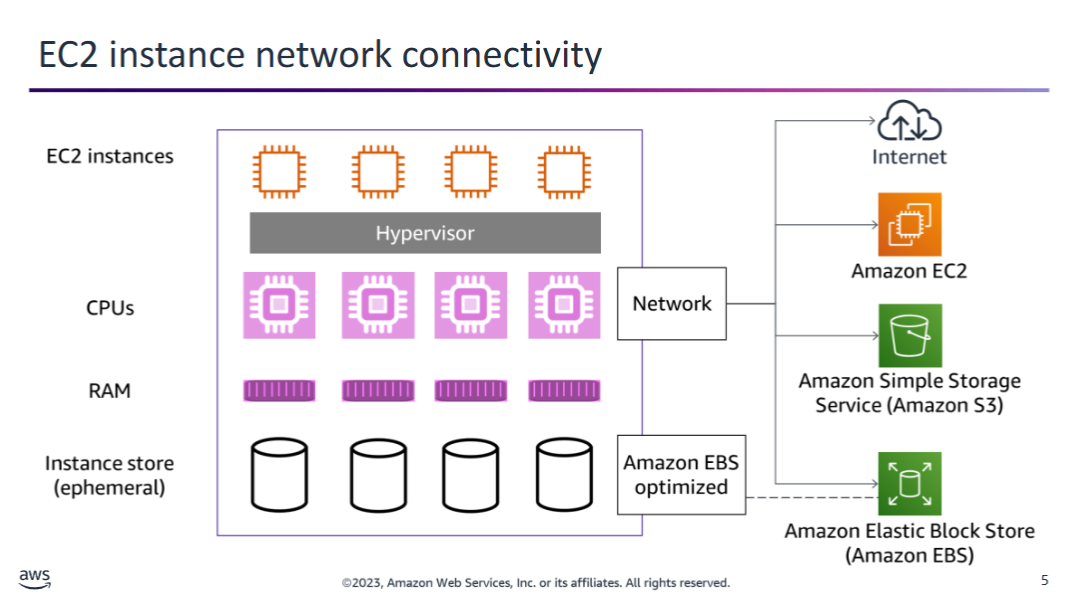 EC2 instance network connectivity
EC2 instances
Hypervisor
CPUs
Network
RAM
Instance store
(ephemeral)
Amazon EBS
optimized
Internet
Amazon EC2
Amazon Simple Storage
Service (Amazon S3)
Amazon Elastic Block Store
(Amazon EBS)
aws
©2023, Amazon Web Services, Inc. or its affiliates. All rights reserved.
5